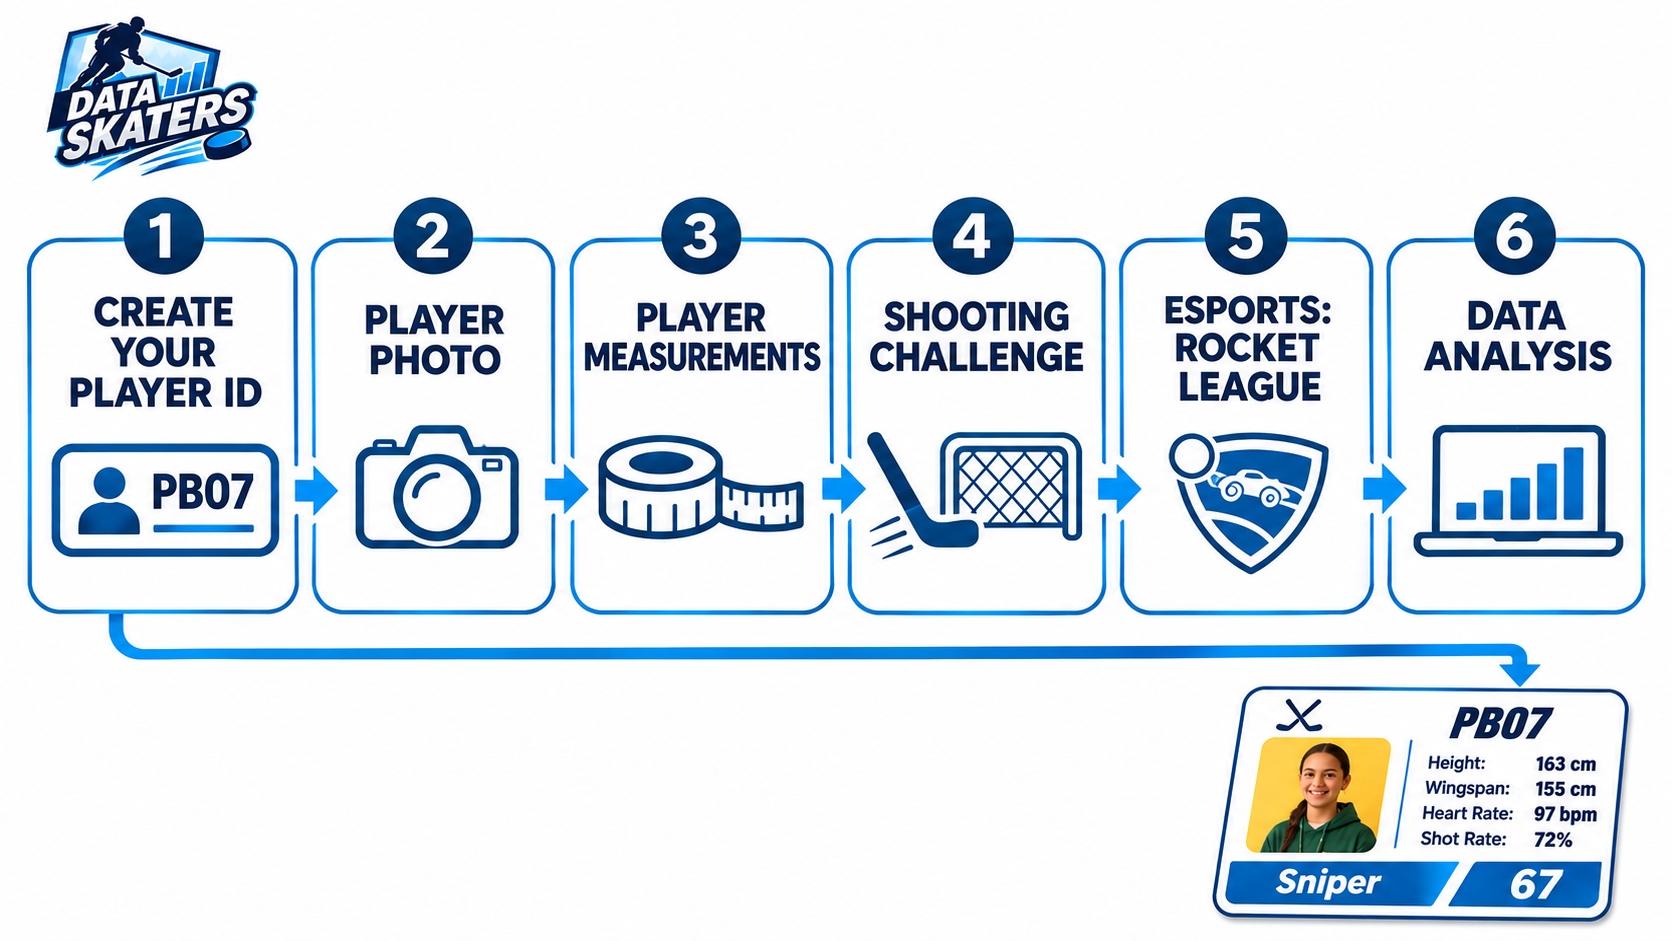 DATA
SKATERS
1
CREATE
YOUR
PLAYER ID
PB07
2
PLAYER
PHOTO
3
PLAYER
MEASUREMENTS
4
SHOOTING
CHALLENGE
5
ESPORTS:
ROCKET
LEAGUE
6
DATA
ANALYSIS
PB07
Height: 163 cm
Wingspan: 155 cm
Heart Rate: 97 bpm
Shot Rate: 72%
Sniper 67